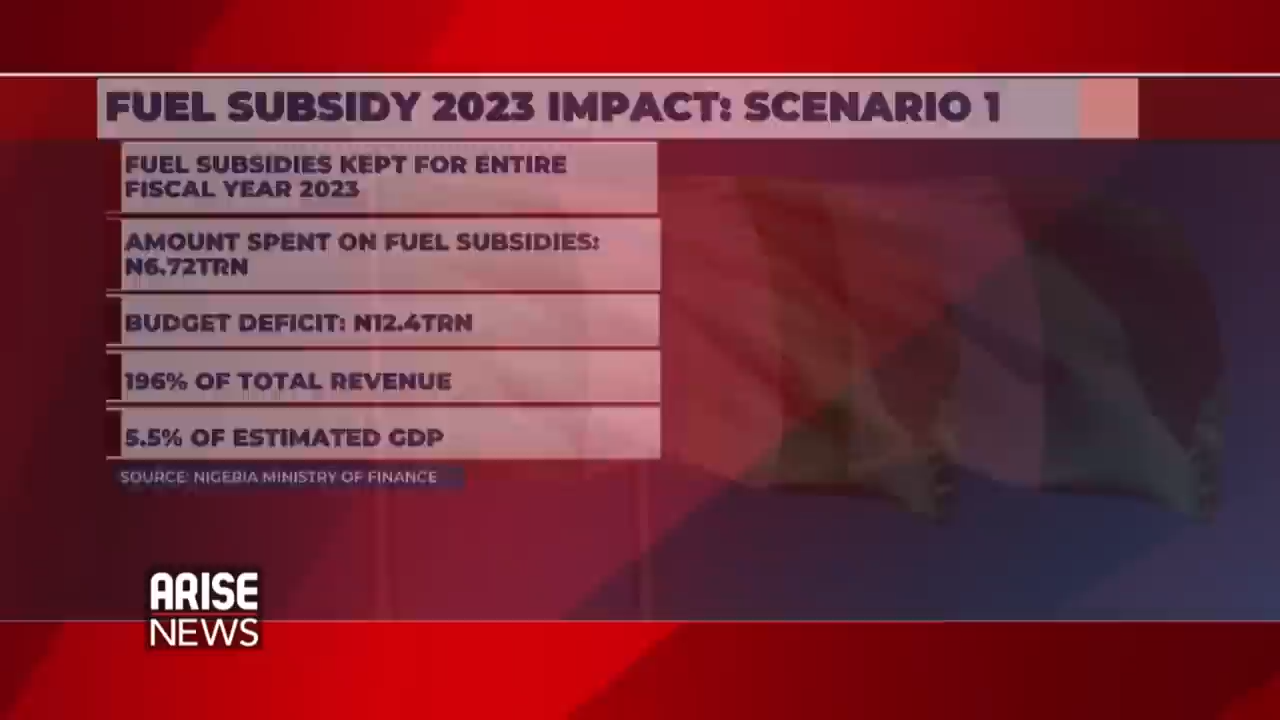 FUEL SUBSIDY 2023 IMPACT: SCENARIO 1
FUEL SUBSIDIES KEPT FOR ENTIRE
FISCAL YEAR 2023
AMOUNT SPENT ON FUEL SUBSIDIES:
N6.72TRN
BUDGET DEFICIT: N12.4TRN
196% OF TOTAL REVENUE
5.5% OF ESTIMATED GDP
SOURCE: NIGERIA MINISTRY OF FINANCE
ARISE
NEWS